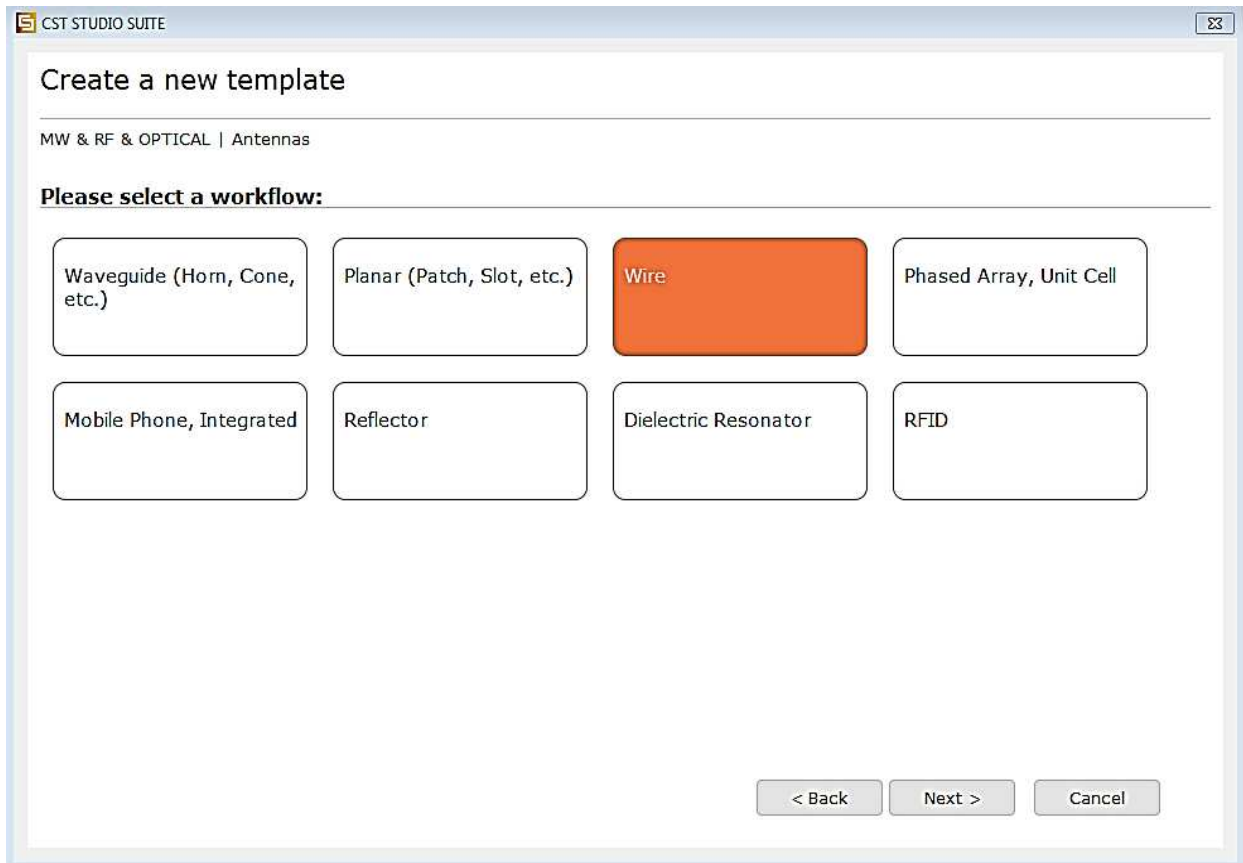 CST STUDIO SUITE
Create a new template
MW & RF & OPTICAL | Antennas
Please select a workflow:
Waveguide (Horn, Cone,
etc.)
Planar (Patch, Slot, etc.)
Wire
Phased Array, Unit Cell
Mobile Phone, Integrated
Reflector
Dielectric Resonator
RFID
< Back
Next >
Cancel